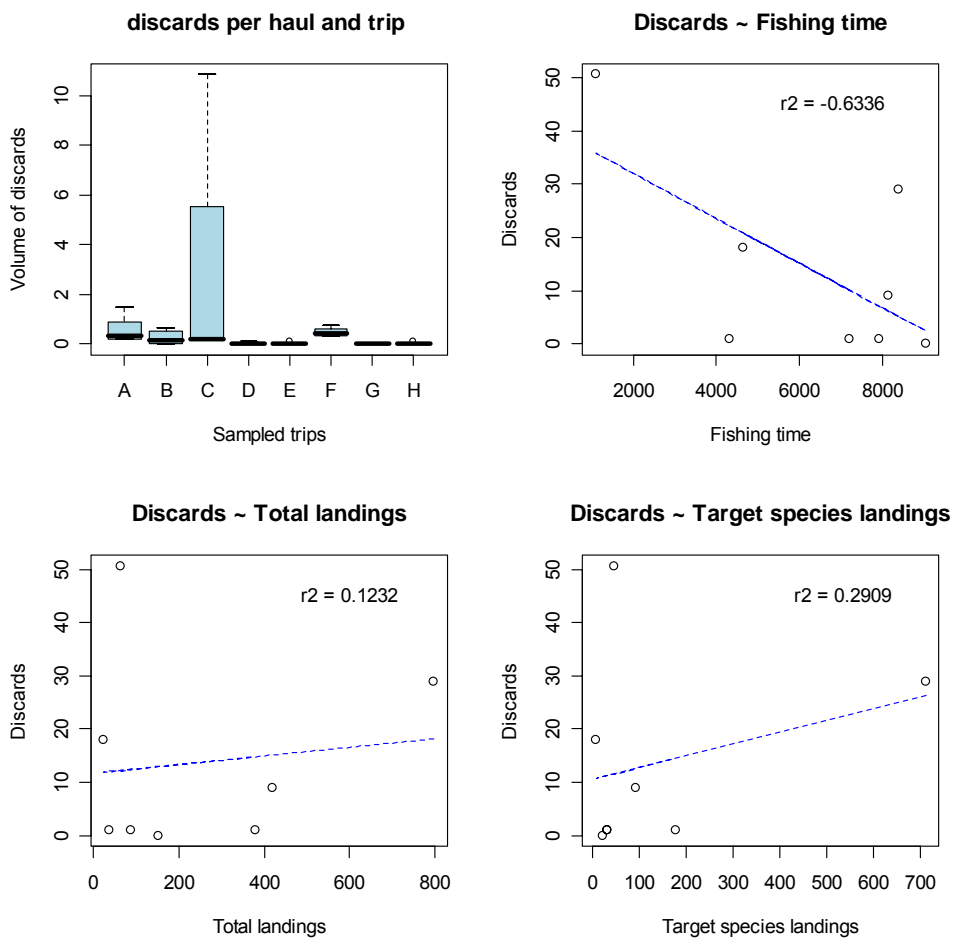 discards per haul and trip
Volume of discards
0
2
4
6
8
10
A B C D E F G H
Sampled trips
Discards ~ Fishing time
r2 = -0.6336
Discards
0
10
20
30
40
50
2000 4000 6000 8000
Fishing time
Discards ~ Total landings
r2 = 0.1232
Discards
0
10
20
30
40
50
0 200 400 600 800
Total landings
Discards ~ Target species landings
r2 = 0.2909
Discards
0
10
20
30
40
50
0 100 200 300 400 500 600 700
Target species landings